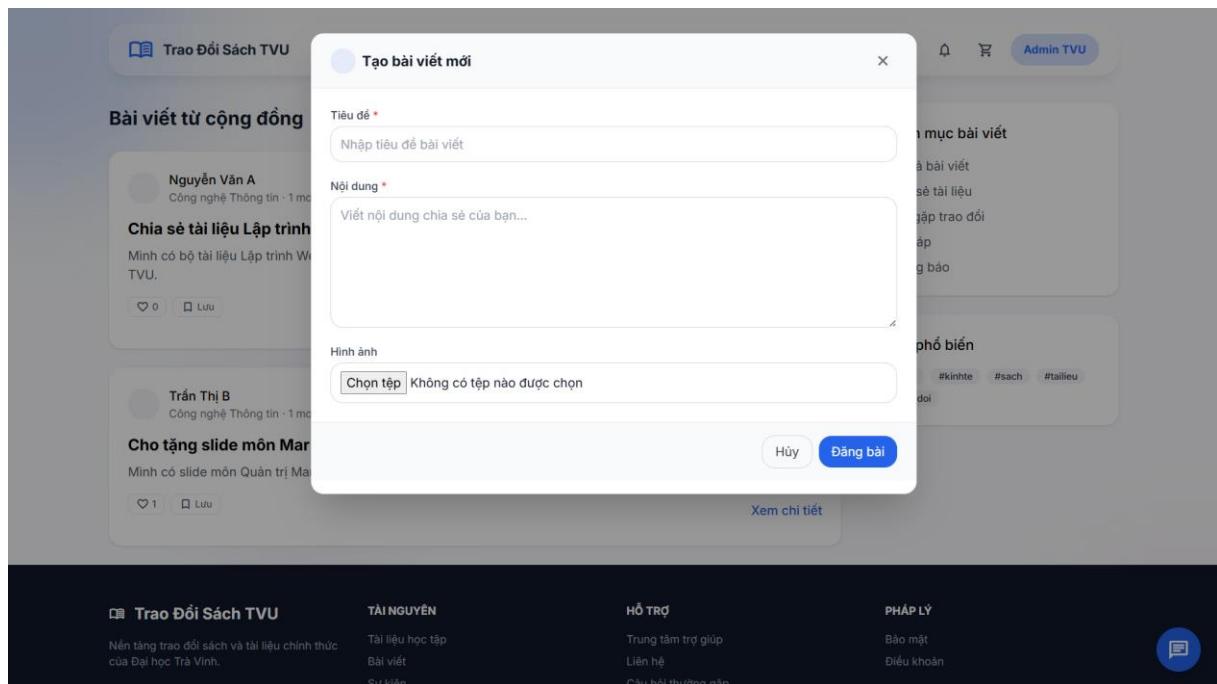 Trao Đổi Sách TVU
Admin TVU
Tạo bài viết mới
Tiêu đề *
Nhập tiêu đề bài viết
Nội dung *
Viết nội dung chia sẻ của bạn...
Hình ảnh
Chọn tệp Không có tệp nào được chọn
Hủy Đăng bài
Bài viết từ cộng đồng
Nguyễn Văn A
Công nghệ Thông tin · 1
Chia sẻ tài liệu Lập trình
Mình có bộ tài liệu Lập trình
TVU.
0 Lưu
Trần Thị B
Công nghệ Thông tin · 1
Cho tặng slide môn Mar
Mình có slide môn Quản trị
1 Lưu
Xem chi tiết
mục bài viết
bài viết
sẻ tài liệu
gặp trao đổi
áp
báo
phổ biến
#kinhte #sach #tailieu
doi
Trao Đổi Sách TVU
Nền tảng trao đổi sách và tài liệu chính thức
của Đại học Trà Vinh.
TÀI NGUYÊN
Tài liệu học tập
Bài viết
Sự kiện
HỖ TRỢ
Trung tâm trợ giúp
Liên hệ
Câu hỏi thường gặp
PHÁP LÝ
Bảo mật
Điều khoản